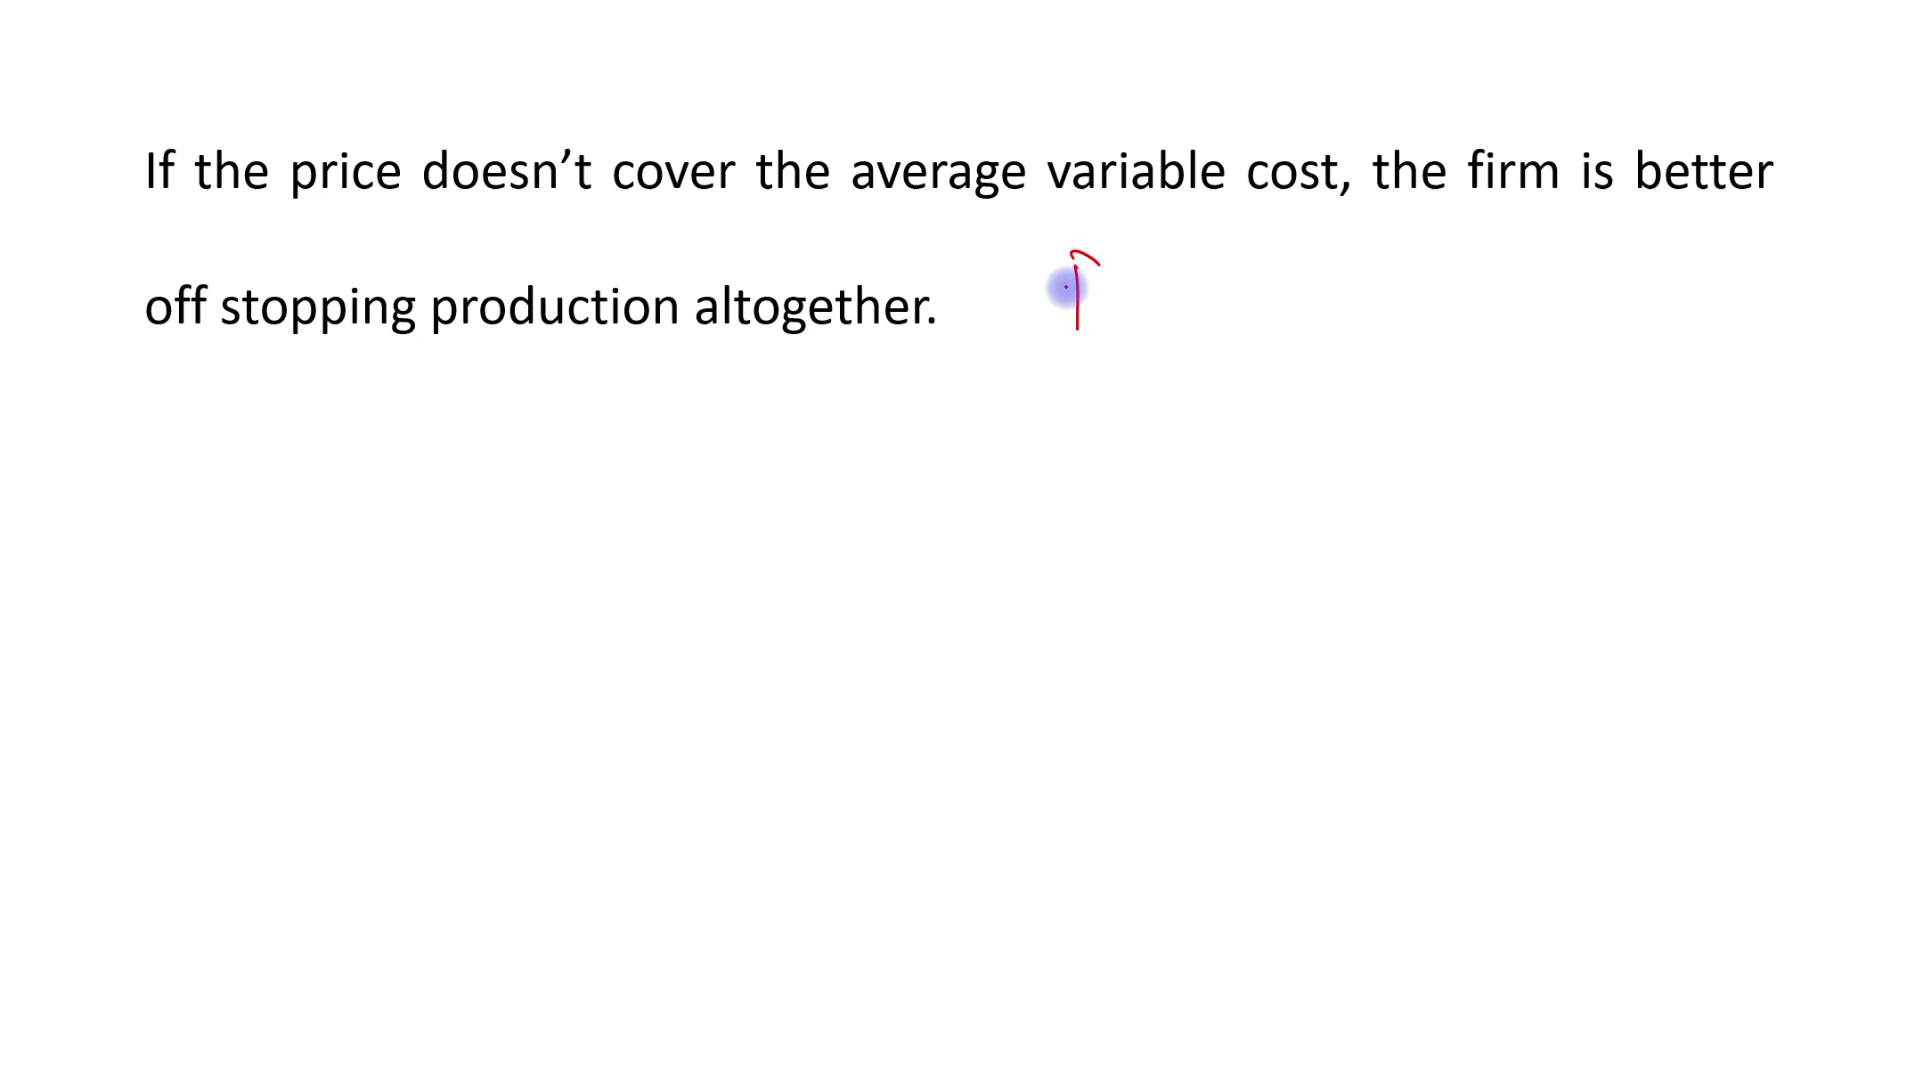 If the price doesn’t cover the average variable cost, the firm is better
off stopping production altogether.